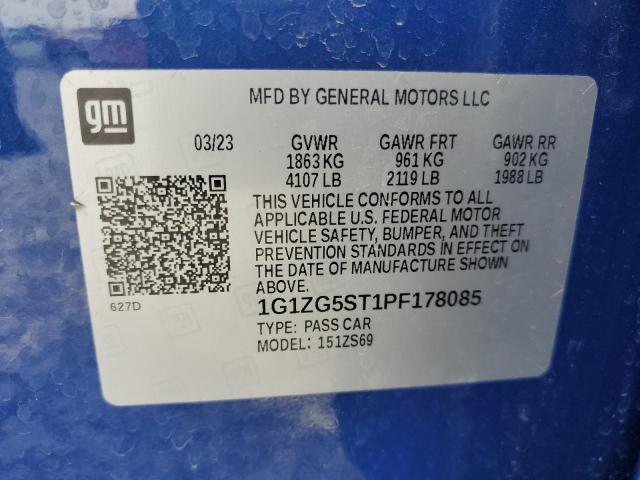 gm
MFD BY GENERAL MOTORS LLC
03/23 GVWR GAWR FRT GAWR RR
1863 KG 961 KG 902 KG
4107 LB 2119 LB 1988 LB
THIS VEHICLE CONFORMS TO ALL
APPLICABLE U.S. FEDERAL MOTOR
VEHICLE SAFETY, BUMPER, AND THEFT
PREVENTION STANDARDS IN EFFECT ON
THE DATE OF MANUFACTURE SHOWN
ABOVE.
627D
1G1ZG5ST1PF178085
TYPE: PASS CAR
MODEL: 151ZS69